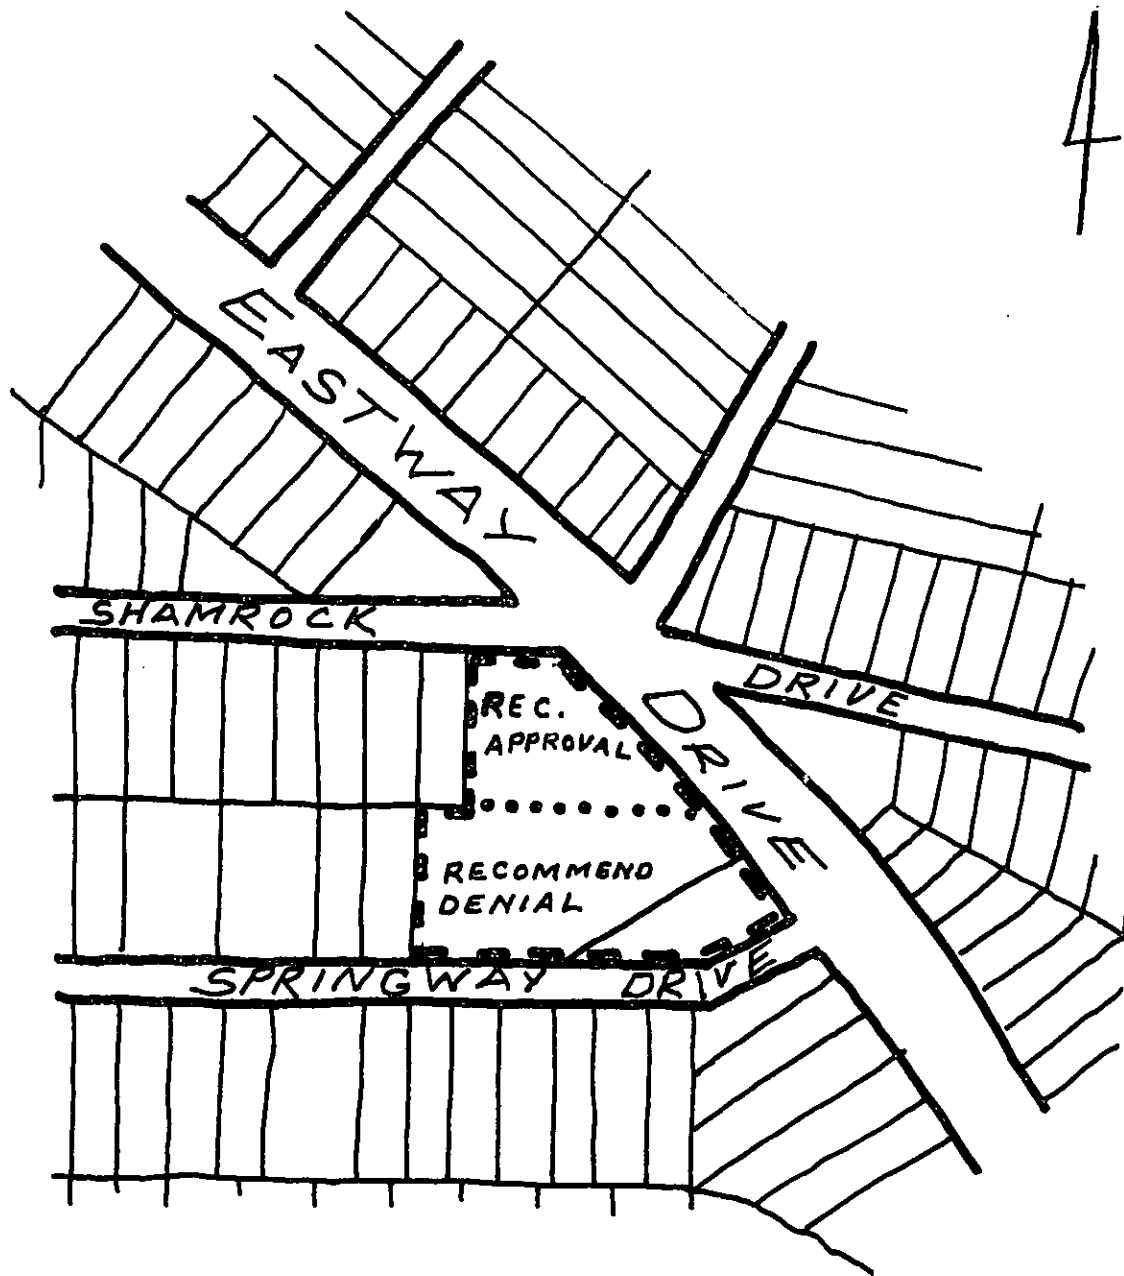 EASTWAY DRIVE
SHAMROCK DRIVE
REC.
APPROVAL
RECOMMEND
DENIAL
SPRINGWAY DRIVE